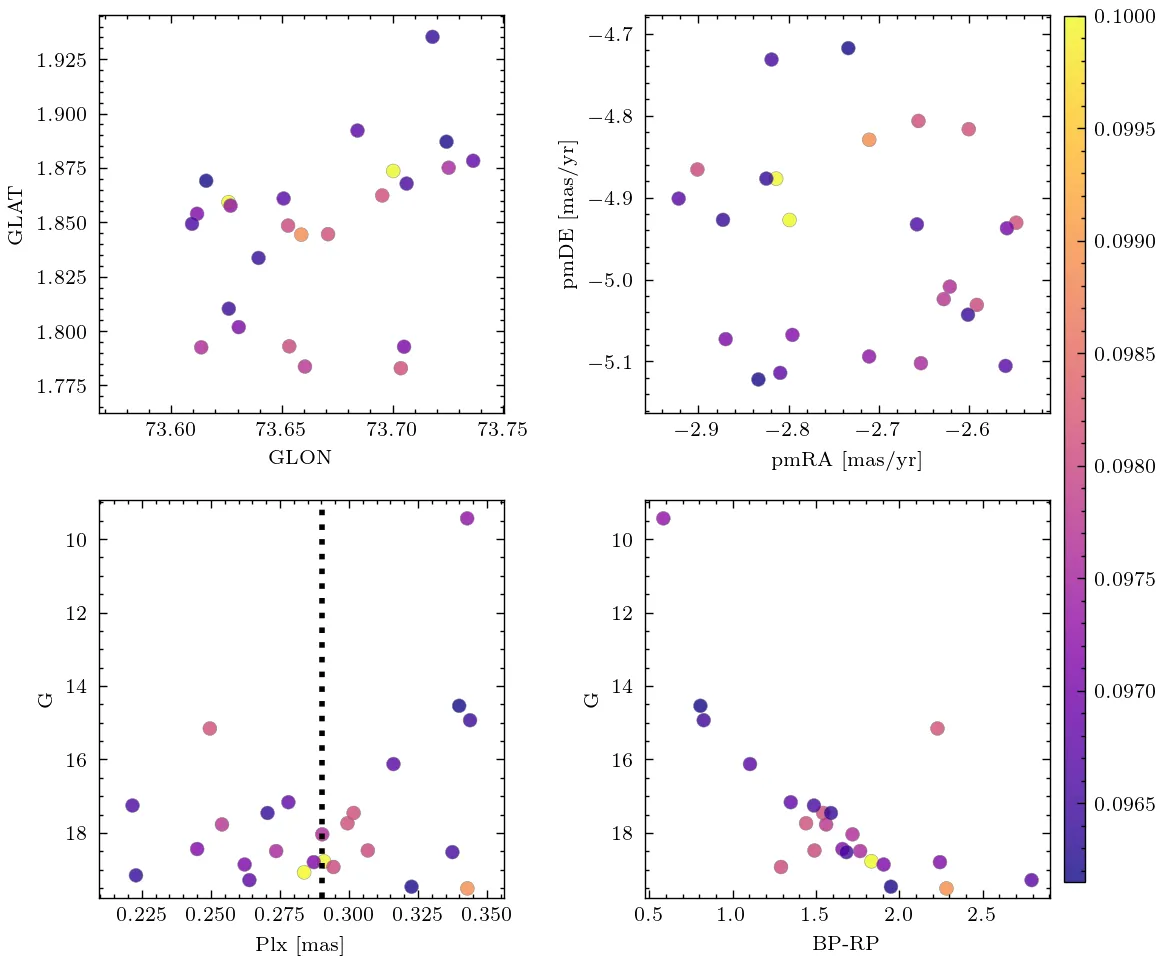 1.925
1.900
1.875
1.850
1.825
1.800
1.775
GLAT
73.60 73.65 73.70 73.75
GLON
−4.7
−4.8
−4.9
−5.0
−5.1
pmDE [mas/yr]
−2.9 −2.8 −2.7 −2.6
pmRA [mas/yr]
10
12
14
16
18
G
0.225 0.250 0.275 0.300 0.325 0.350
Plx [mas]
10
12
14
16
18
G
0.5 1.0 1.5 2.0 2.5
BP-RP
0.1000
0.0995
0.0990
0.0985
0.0980
0.0975
0.0970
0.0965